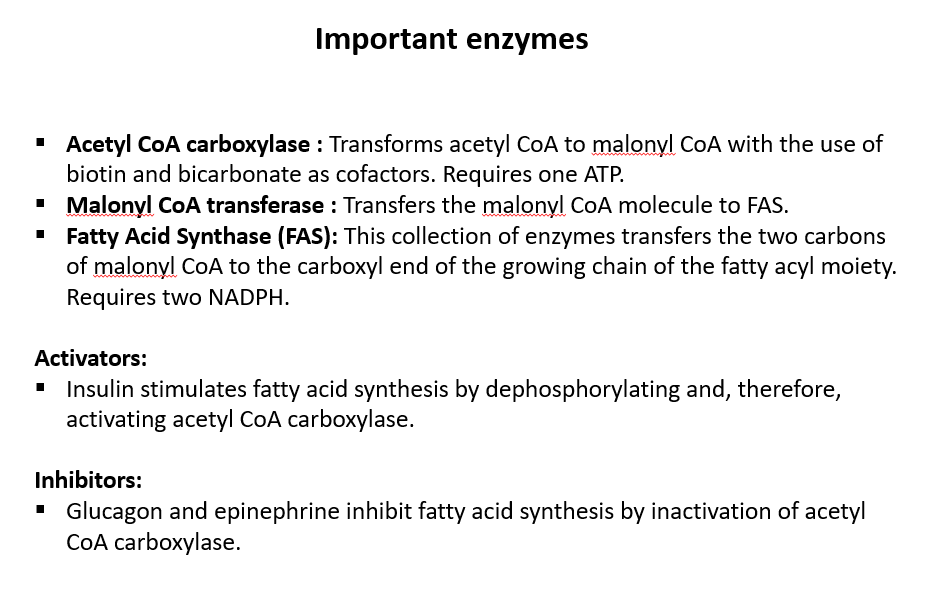 Important enzymes
▪ Acetyl CoA carboxylase : Transforms acetyl CoA to malonyl CoA with the use of
biotin and bicarbonate as cofactors. Requires one ATP.
▪ Malonyl CoA transferase : Transfers the malonyl CoA molecule to FAS.
▪ Fatty Acid Synthase (FAS): This collection of enzymes transfers the two carbons
of malonyl CoA to the carboxyl end of the growing chain of the fatty acyl moiety.
Requires two NADPH.
Activators:
▪ Insulin stimulates fatty acid synthesis by dephosphorylating and, therefore,
activating acetyl CoA carboxylase.
Inhibitors:
▪ Glucagon and epinephrine inhibit fatty acid synthesis by inactivation of acetyl
CoA carboxylase.